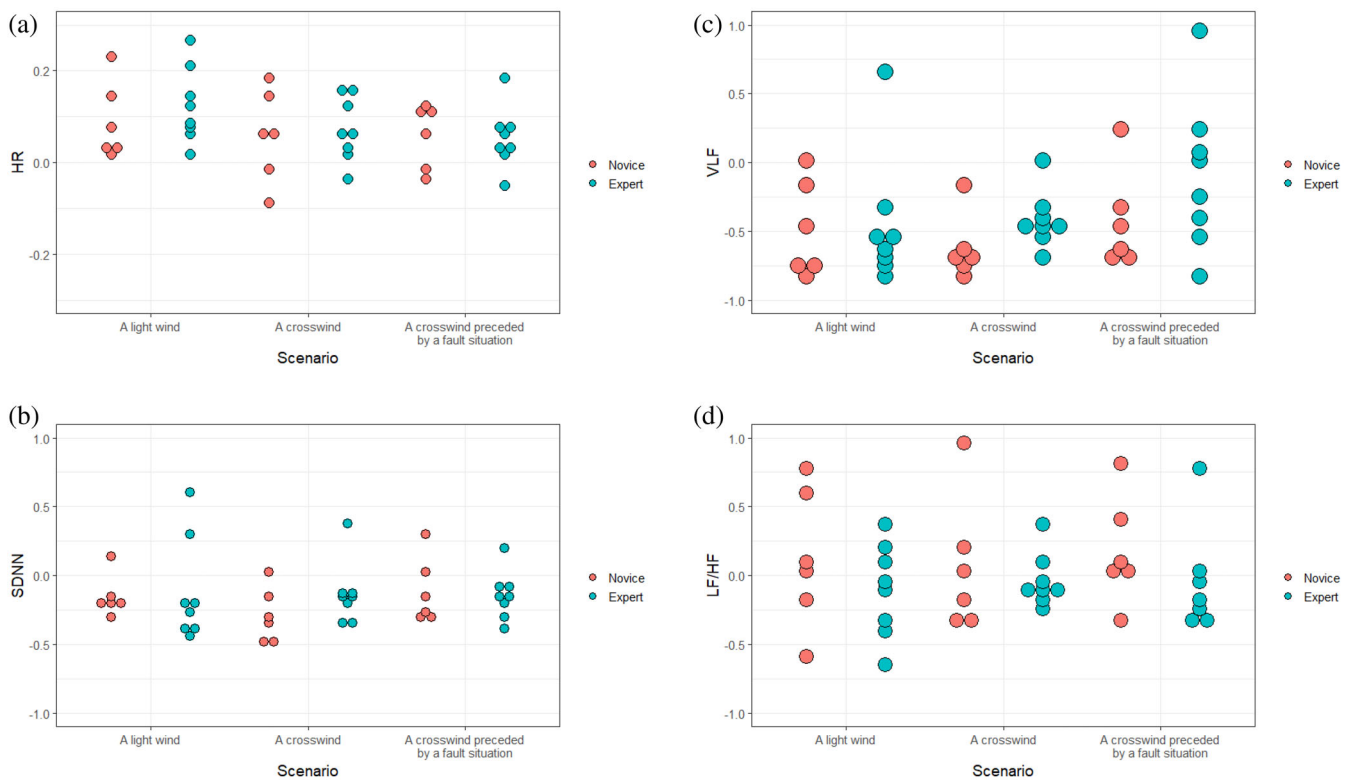 (a)
HR
0.2
0.0
-0.2
A light wind
A crosswind
A crosswind preceded
by a fault situation
Scenario
Novice
Expert
(c)
VLF
1.0
0.5
0.0
-0.5
-1.0
A light wind
A crosswind
A crosswind preceded
by a fault situation
Scenario
Novice
Expert
(b)
SDNN
1.0
0.5
0.0
-0.5
-1.0
A light wind
A crosswind
A crosswind preceded
by a fault situation
Scenario
Novice
Expert
(d)
LF/HF
1.0
0.5
0.0
-0.5
-1.0
A light wind
A crosswind
A crosswind preceded
by a fault situation
Scenario
Novice
Expert